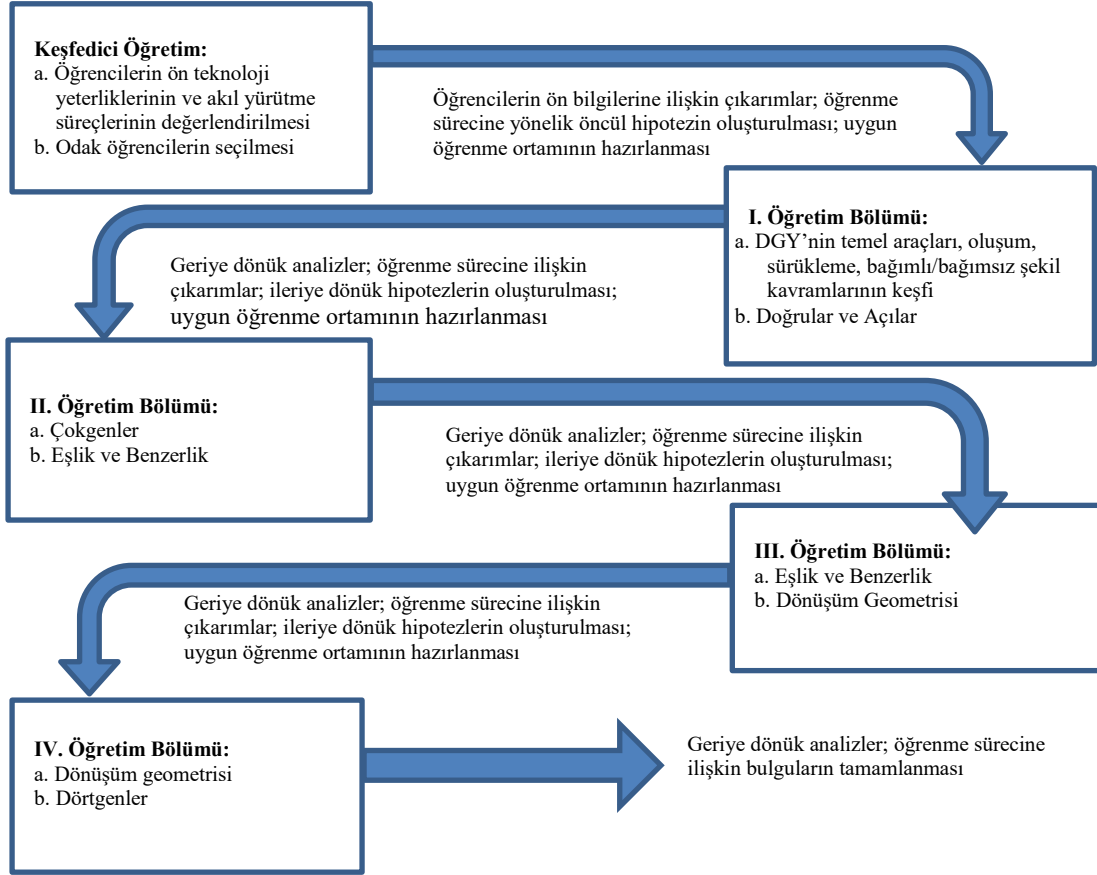 Keşfedici Öğretim:
a. Öğrencilerin ön teknoloji
yeterliklerinin ve akıl yürütme
süreçlerinin değerlendirilmesi
b. Odak öğrencilerin seçilmesi
Öğrencilerin ön bilgilerine ilişkin çıkarımlar; öğrenme
sürecine yönelik öncül hipotezin oluşturulması; uygun
öğrenme ortamının hazırlanması
I. Öğretim Bölümü:
a. DGY’nin temel araçları, oluşum,
sürükleme, bağımlı/bağımsız şekil
kavramlarının keşfi
b. Doğrular ve Açılar
Geriye dönük analizler; öğrenme sürecine ilişkin
çıkarımlar; ileriye dönük hipotezlerin oluşturulması;
uygun öğrenme ortamının hazırlanması
II. Öğretim Bölümü:
a. Çokgenler
b. Eşlik ve Benzerlik
Geriye dönük analizler; öğrenme sürecine ilişkin
çıkarımlar; ileriye dönük hipotezlerin oluşturulması;
uygun öğrenme ortamının hazırlanması
III. Öğretim Bölümü:
a. Eşlik ve Benzerlik
b. Dönüşüm Geometrisi
Geriye dönük analizler; öğrenme sürecine ilişkin
çıkarımlar; ileriye dönük hipotezlerin oluşturulması;
uygun öğrenme ortamının hazırlanması
IV. Öğretim Bölümü:
a. Dönüşüm geometrisi
b. Dörtgenler
Geriye dönük analizler; öğrenme sürecine
ilişkin bulguların tamamlanması